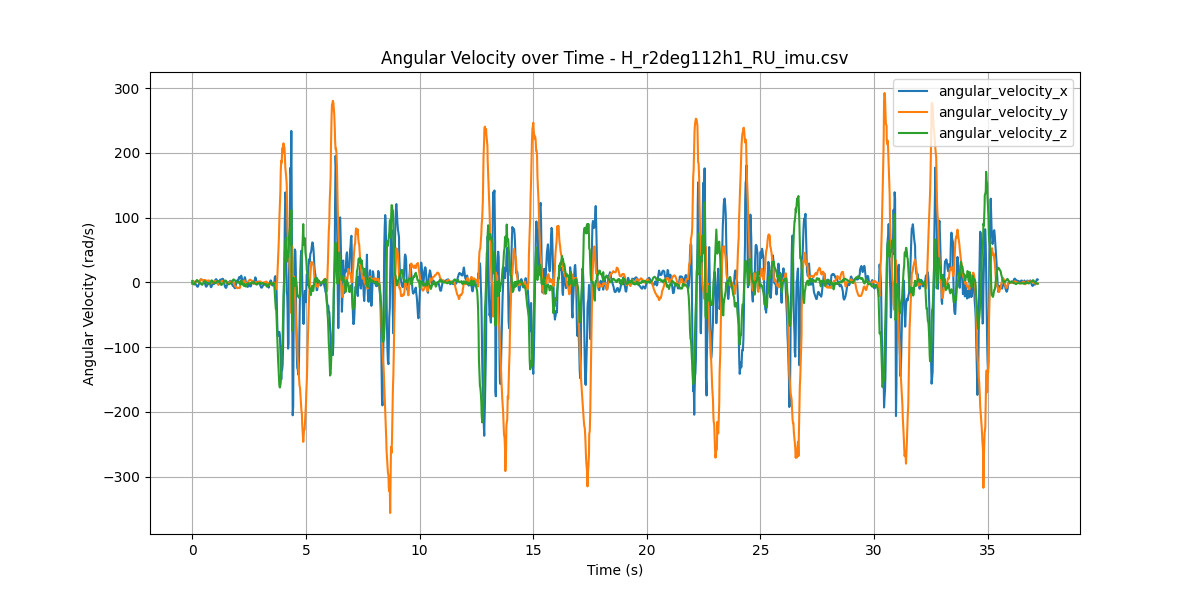 Angular Velocity over Time - H_r2deg112h1_RU_imu.csv
angular_velocity_x
angular_velocity_y
angular_velocity_z
Angular Velocity (rad/s)
300
200
100
0
−100
−200
−300
0 5 10 15 20 25 30 35
Time (s)